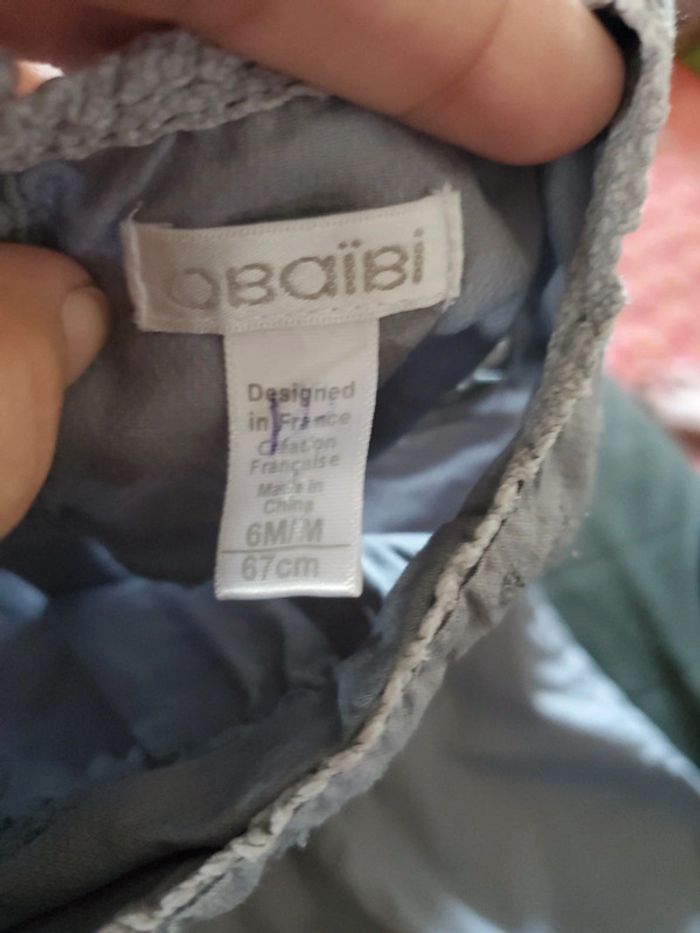 obaïbi
Designed
in France
Création
Française
Made in
China
6M/M
67cm